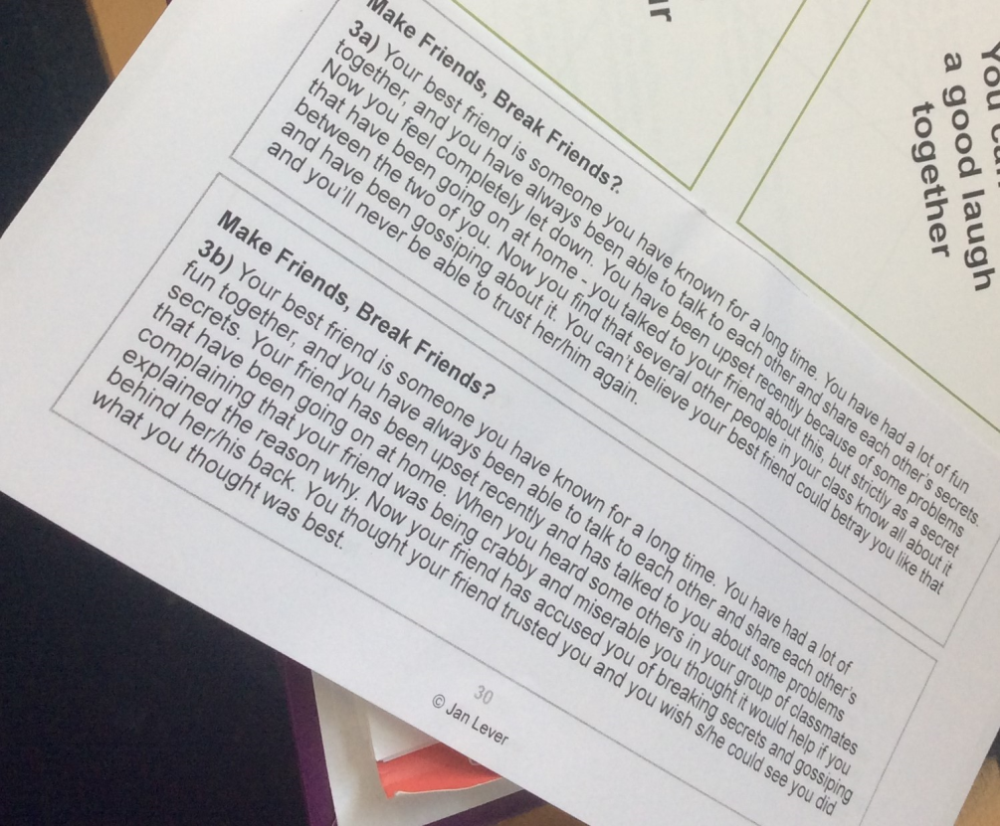 Make Friends, Break Friends?
3a) Your best friend is someone you have known for a long time. You have had a lot of fun
together, and you have always been able to talk to each other and share each other's secrets.
Now you feel completely let down. You have been upset recently because of some problems
that have been going on at home - you talked to your friend about this, but strictly as a secret
between the two of you. Now you find that several other people in your class know all about it
and have been gossiping about it. You can't believe your best friend could betray you like that
and you'll never be able to trust her/him again.
Make Friends, Break Friends?
3b) Your best friend is someone you have known for a long time. You have had a lot of
fun together, and you have always been able to talk to each other and share each other's
secrets. Your friend has been upset recently and has talked to you about some problems
that have been going on at home. When you heard some others in your group of classmates
complaining that your friend was being crabby and miserable you thought it would help if you
explained the reason why. Now your friend has accused you of breaking secrets and gossiping
behind her/his back. You thought your friend trusted you and you wish s/he could see you did
what you thought was best.
30
© Jan Lever
You
a good laugh
together